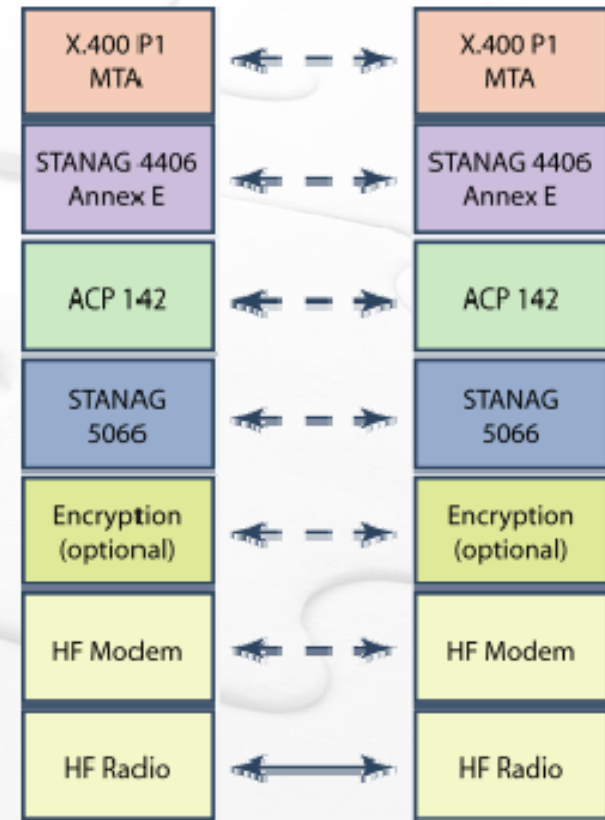 X.400 P1
MTA
X.400 P1
MTA
STANAG 4406
Annex E
STANAG 4406
Annex E
ACP 142
ACP 142
STANAG
5066
STANAG
5066
Encryption
(optional)
Encryption
(optional)
HF Modem
HF Modem
HF Radio
HF Radio